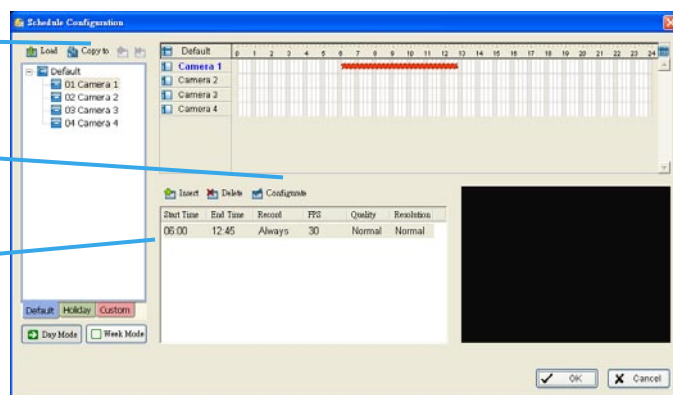 Schedule Configuration
Load Copy to
Default
01 Camera 1
02 Camera 2
03 Camera 3
04 Camera 4
Default Holiday Custom
Day Mode Week Mode
Default 0 1 2 3 4 5 6 7 8 9 10 11 12 13 14 15 16 17 18 19 20 21 22 23 24
Camera 1
Camera 2
Camera 3
Camera 4
Insert Delete Configurate
Start Time End Time Record FPS Quality Resolution
06:00 12:45 Always 30 Normal Normal
OK Cancel